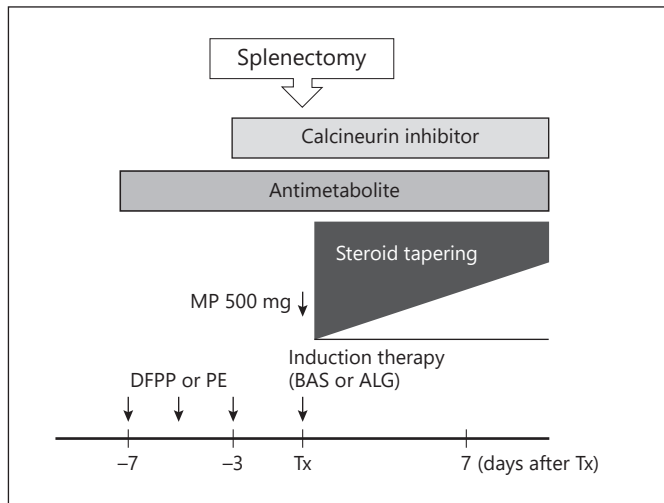 Splenectomy
Calcineurin inhibitor
Antimetabolite
Steroid tapering
MP 500 mg
Induction therapy
(BAS or ALG)
DFPP or PE
–7 –3 Tx 7 (days after Tx)